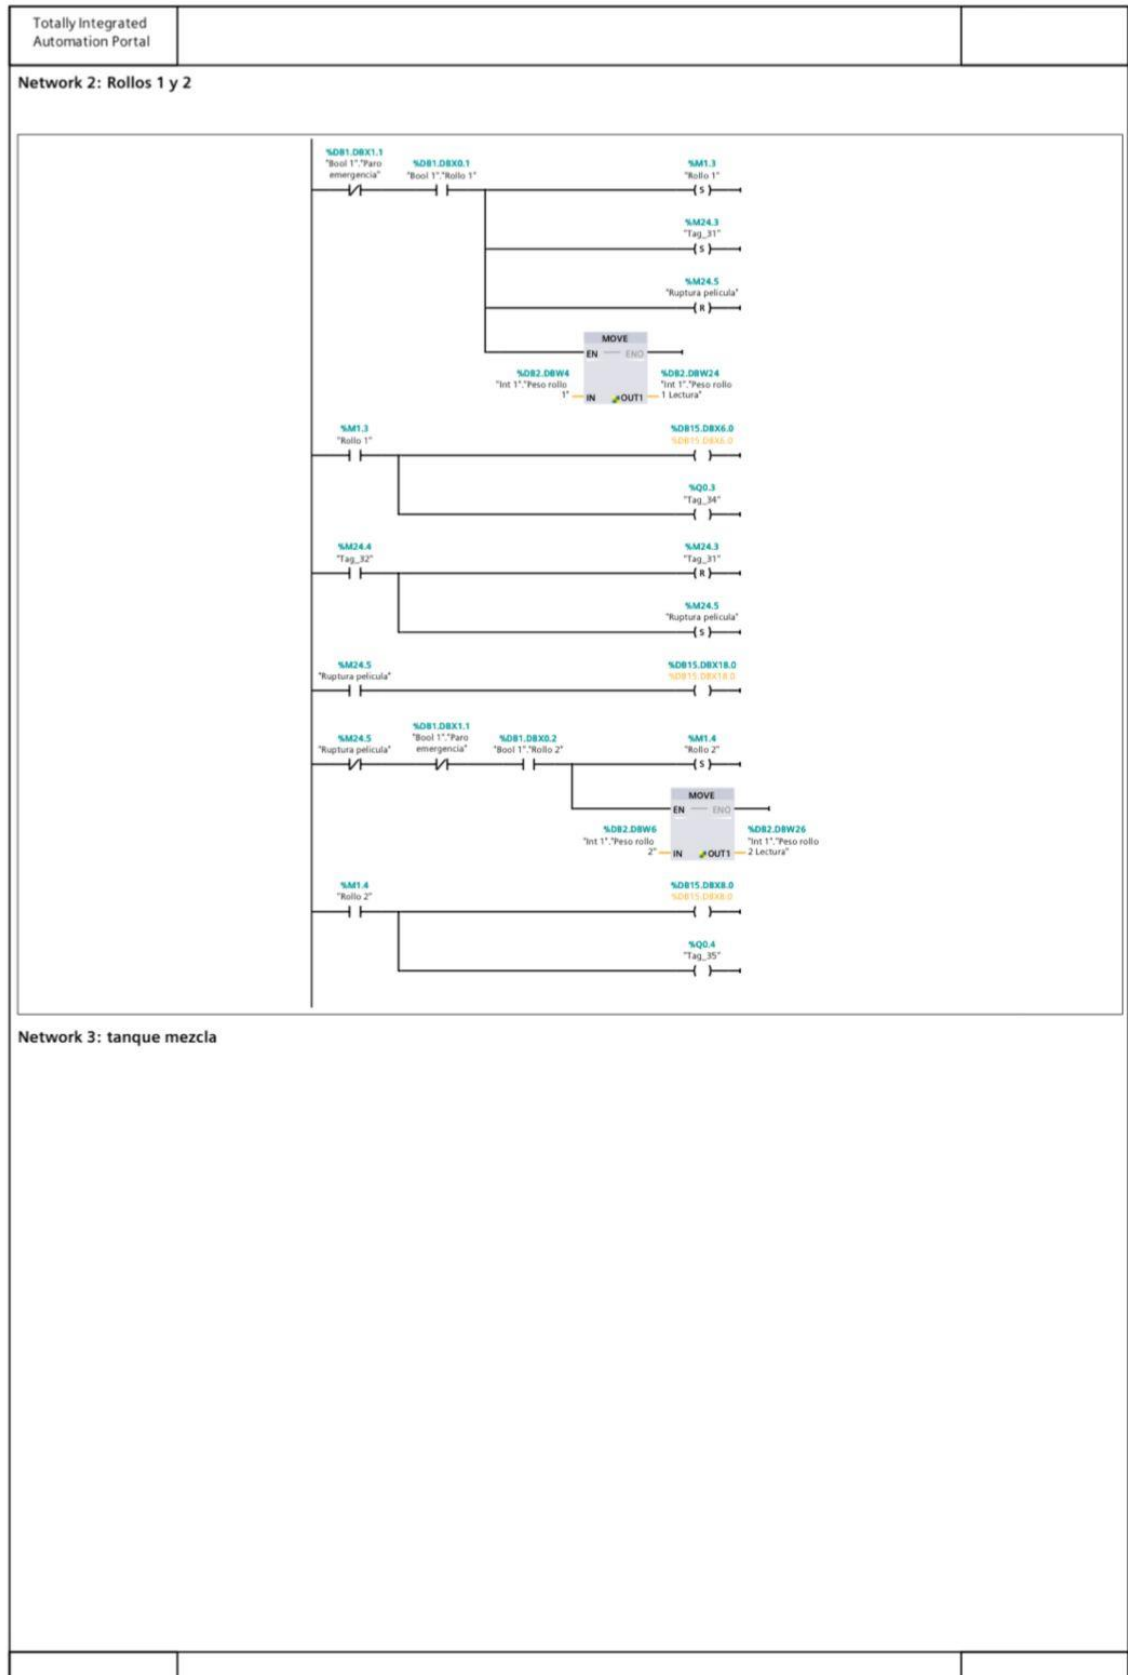 Totally Integrated
Automation Portal
Network 2: Rollos 1 y 2
%DB1.DBX1.1
"Bool 1"."Paro
emergencia"
%DB1.DBX0.1
"Bool 1"."Rollo 1"
%M1.3
"Rollo 1"
S
%M24.3
"Tag_31"
S
%M24.5
"Ruptura pelicula"
R
MOVE
EN
ENO
%DB2.DBW4
"Int 1"."Peso rollo
1"
IN
OUT1
%DB2.DBW24
"Int 1"."Peso rollo
1 Lectura"
%M1.3
"Rollo 1"
%DB15.DBX6.0
%DB15.DBX6.0
%Q0.3
"Tag_34"
%M24.4
"Tag_32"
%M24.3
"Tag_31"
R
%M24.5
"Ruptura pelicula"
S
%M24.5
"Ruptura pelicula"
%DB15.DBX18.0
%DB15.DBX18.0
%M24.5
"Ruptura pelicula"
%DB1.DBX1.1
"Bool 1"."Paro
emergencia"
%DB1.DBX0.2
"Bool 1"."Rollo 2"
%M1.4
"Rollo 2"
S
MOVE
EN
ENO
%DB2.DBW6
"Int 1"."Peso rollo
2"
IN
OUT1
%DB2.DBW26
"Int 1"."Peso rollo
2 Lectura"
%M1.4
"Rollo 2"
%DB15.DBX8.0
%DB15.DBX8.0
%Q0.4
"Tag_35"
Network 3: tanque mezcla